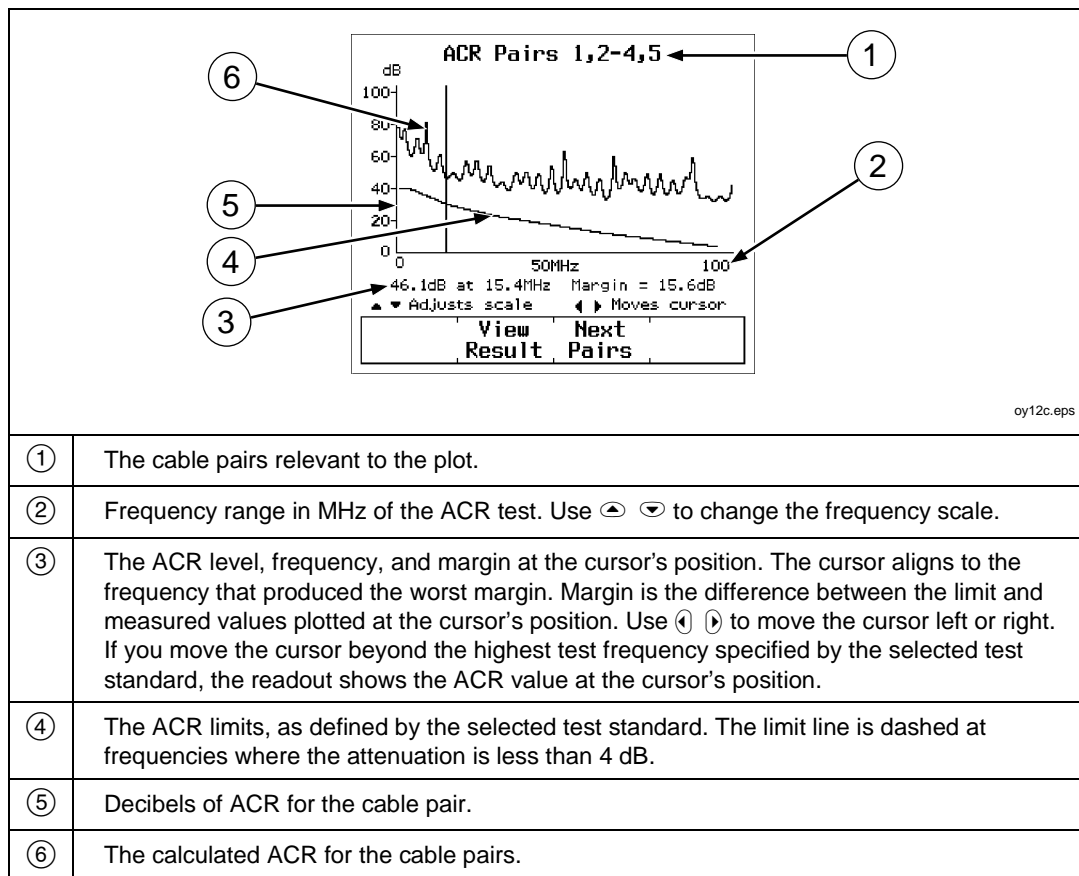 ACR Pairs 1,2-4,5
dB
100
80
60
40
20
0
0 50MHz 100
46.1dB at 15.4MHz Margin = 15.6dB
▲ ▼ Adjusts scale ◀ ▶ Moves cursor
View Result
Next Pairs
1
2
3
4
5
6
oy12c.eps
① The cable pairs relevant to the plot.
② Frequency range in MHz of the ACR test. Use to change the frequency scale.
③ The ACR level, frequency, and margin at the cursor’s position. The cursor aligns to the
frequency that produced the worst margin. Margin is the difference between the limit and
measured values plotted at the cursor’s position. Use to move the cursor left or right.
If you move the cursor beyond the highest test frequency specified by the selected test
standard, the readout shows the ACR value at the cursor’s position.
④ The ACR limits, as defined by the selected test standard. The limit line is dashed at
frequencies where the attenuation is less than 4 dB.
⑤ Decibels of ACR for the cable pair.
⑥ The calculated ACR for the cable pairs.